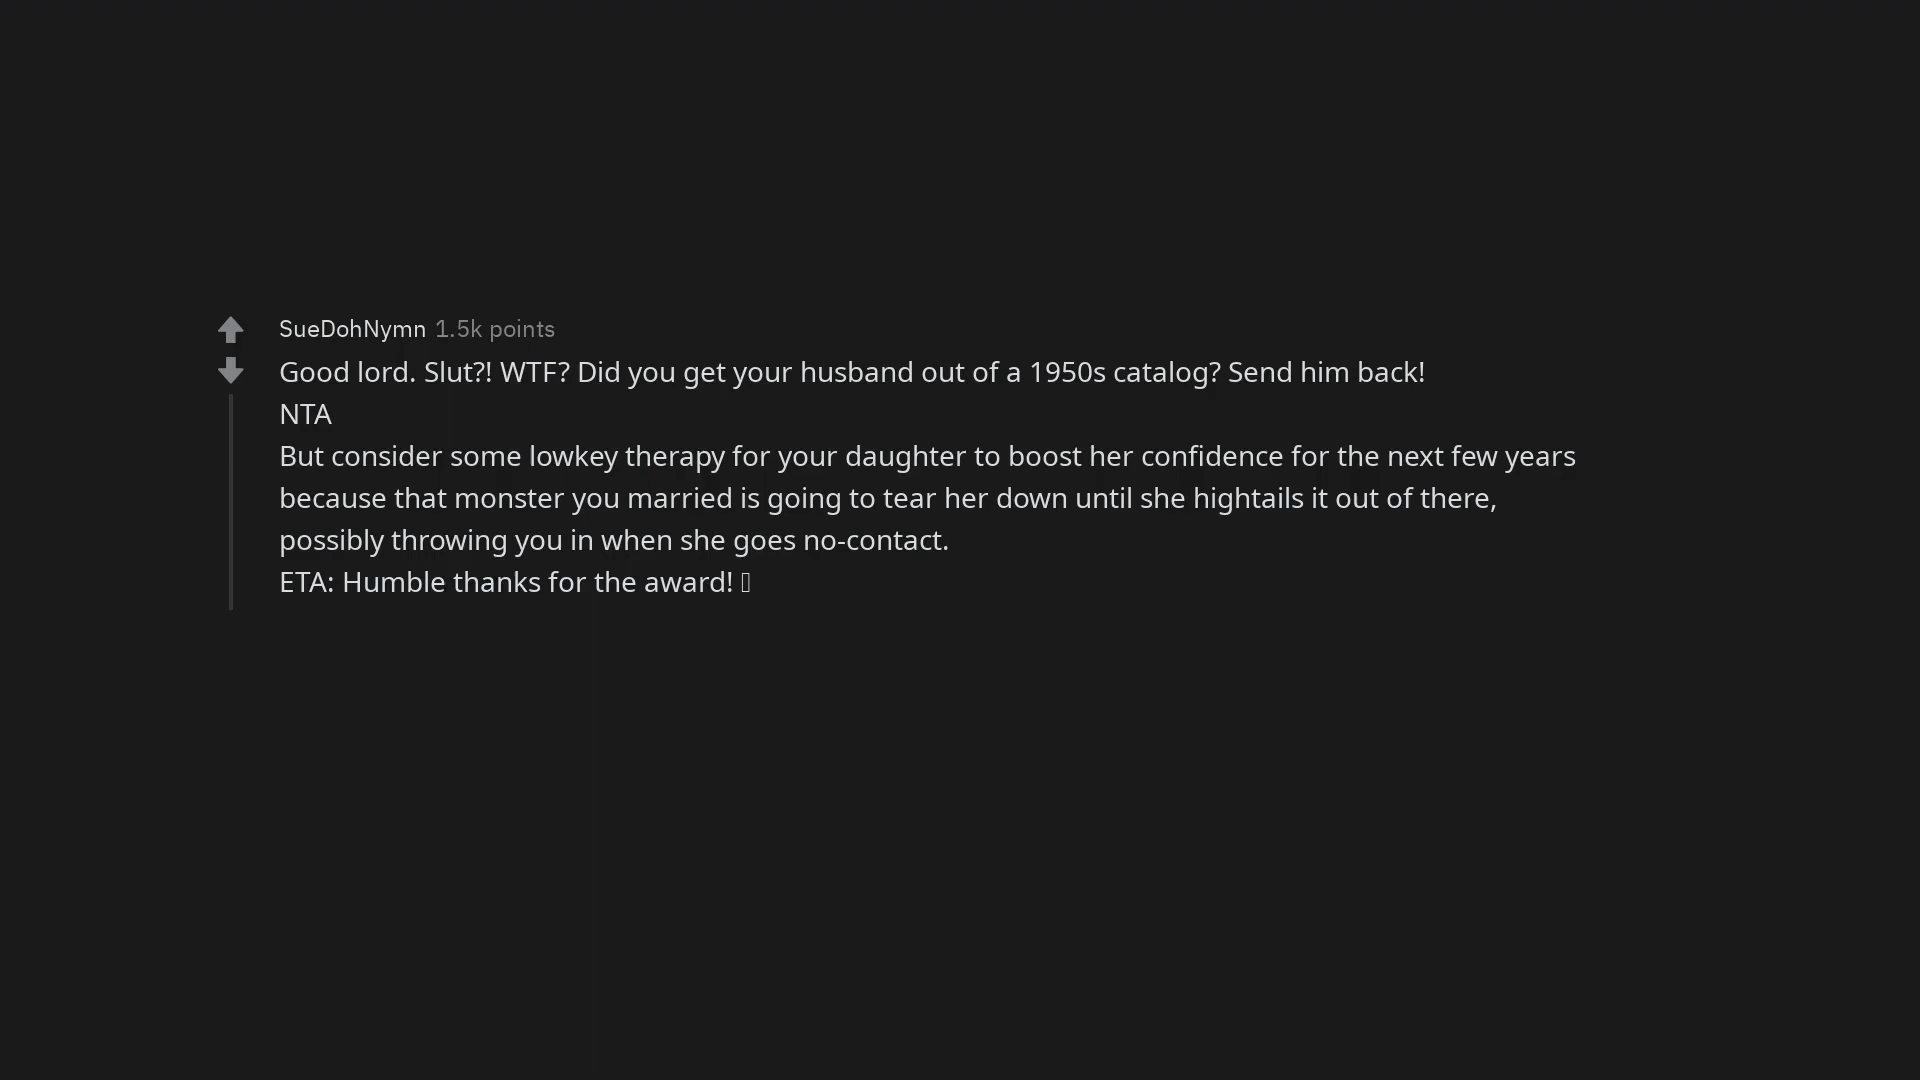 SueDohNymn 1.5k points
Good lord. Slut?! WTF? Did you get your husband out of a 1950s catalog? Send him back!
NTA
But consider some lowkey therapy for your daughter to boost her confidence for the next few years
because that monster you married is going to tear her down until she hightails it out of there,
possibly throwing you in when she goes no-contact.
ETA: Humble thanks for the award!